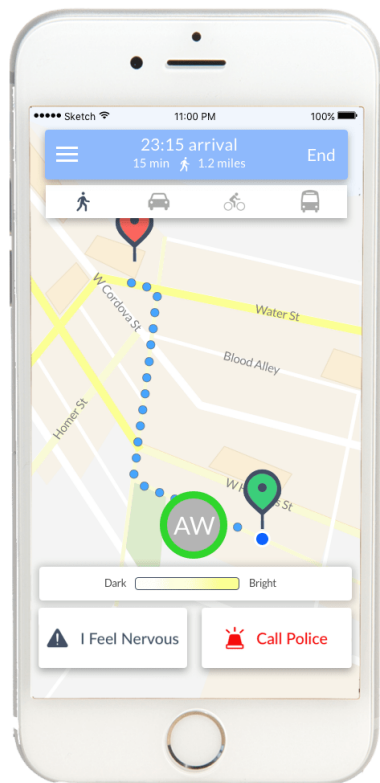 Sketch 11:00 PM 100%
23:15 arrival
15 min 1.2 miles
End
W Cordova St
Water St
Blood Alley
Homer St
W H s St
AW
Dark Bright
I Feel Nervous
Call Police